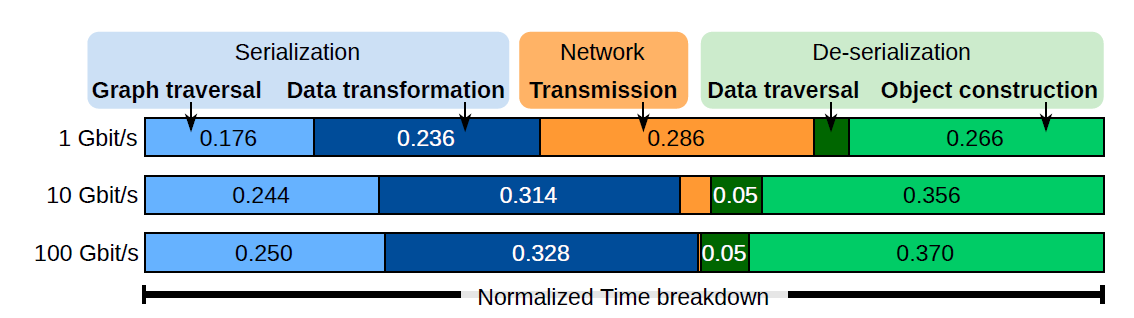 Serialization Network De-serialization
Graph traversal Data transformation Transmission Data traversal Object construction
1 Gbit/s 0.176 0.236 0.286 0.266
10 Gbit/s 0.244 0.314 0.05 0.356
100 Gbit/s 0.250 0.328 0.05 0.370
Normalized Time breakdown